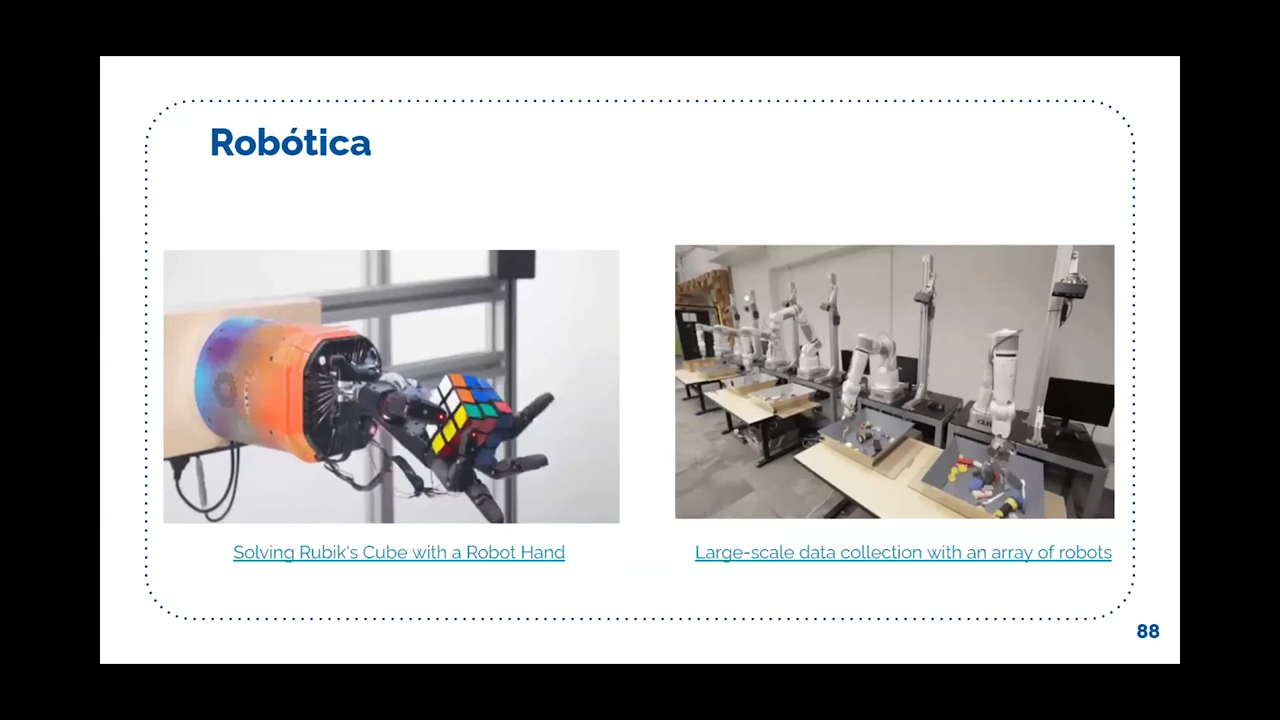 Robótica
Solving Rubik's Cube with a Robot Hand
Large-scale data collection with an array of robots
88